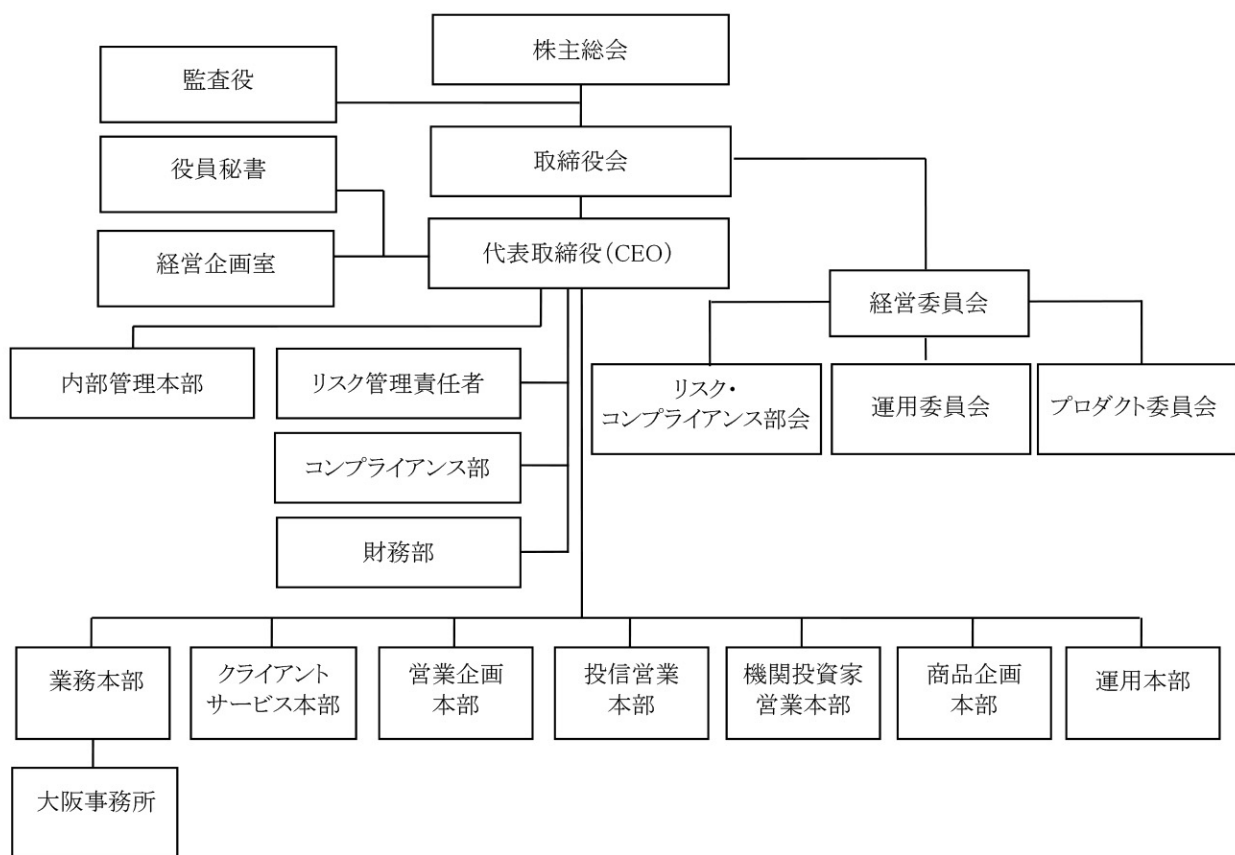 株主総会
監査役
取締役会
役員秘書
代表取締役(CEO)
経営企画室
経営委員会
内部管理本部
リスク管理責任者
リスク・
コンプライアンス部会
運用委員会
プロダクト委員会
コンプライアンス部
財務部
業務本部
クライアント
サービス本部
営業企画
本部
投信営業
本部
機関投資家
営業本部
商品企画
本部
運用本部
大阪事務所